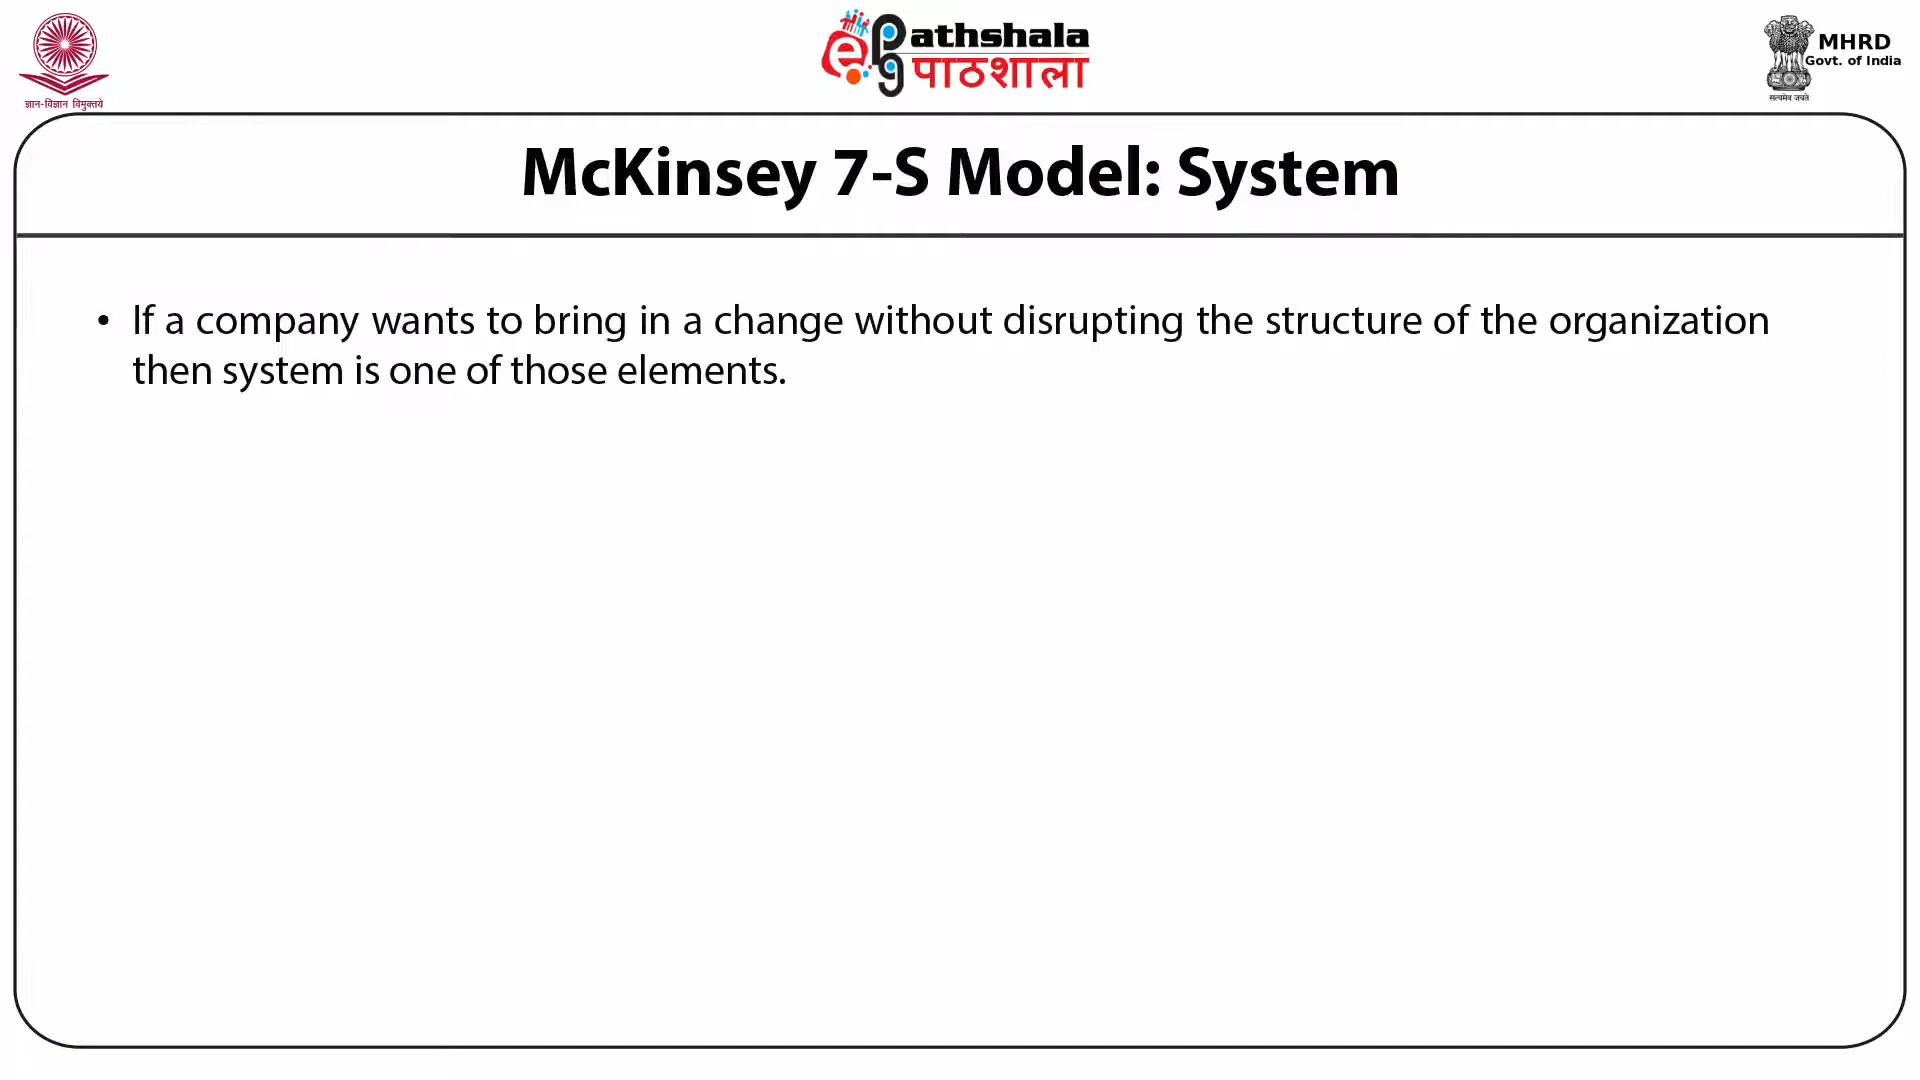 ज्ञान-विज्ञान विमुक्तये
ePG athshala
पाठशाला
MHRD
Govt. of India
सत्यमेव जयते
McKinsey 7-S Model: System
• If a company wants to bring in a change without disrupting the structure of the organization
then system is one of those elements.